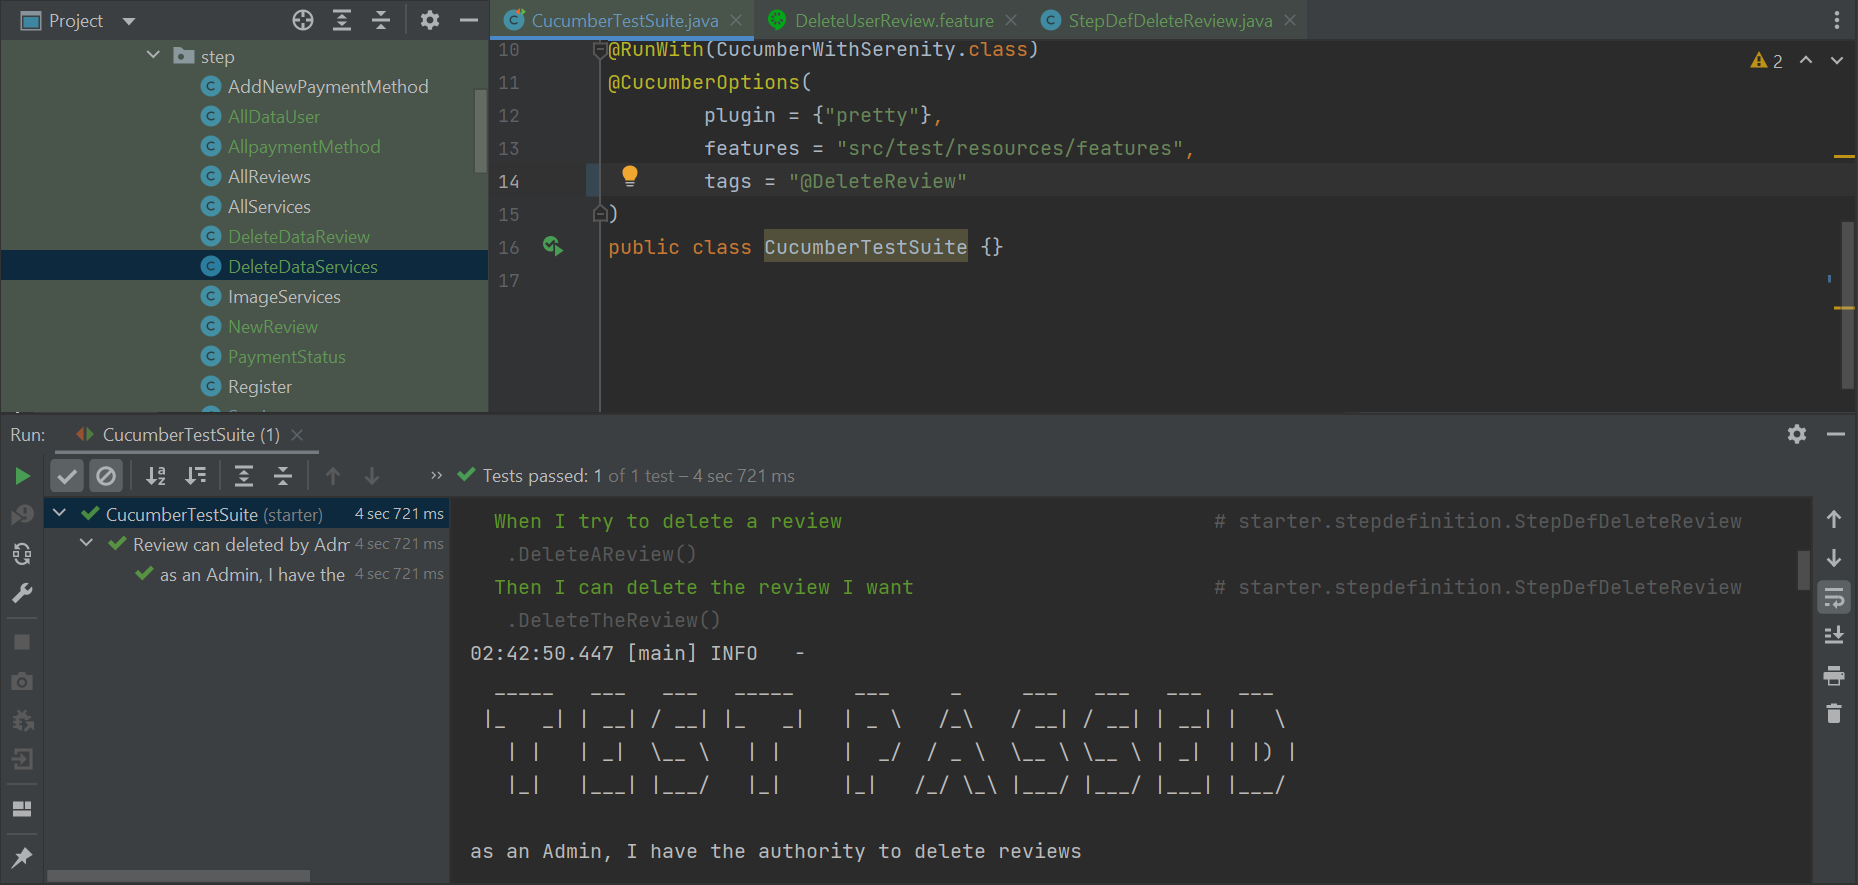 Project
CucumberTestSuite.java
DeleteUserReview.feature
StepDefDeleteReview.java
step
AddNewPaymentMethod
AllDataUser
AllpaymentMethod
AllReviews
AllServices
DeleteDataReview
DeleteDataServices
ImageServices
NewReview
PaymentStatus
Register
10 @RunWith(CucumberWithSerenity.class)
2
11 @CucumberOptions(
12 plugin = {"pretty"},
13 features = "src/test/resources/features",
14 tags = "@DeleteReview"
15 )
16 public class CucumberTestSuite {}
17
Run: CucumberTestSuite (1)
» Tests passed: 1 of 1 test – 4 sec 721 ms
CucumberTestSuite (starter) 4 sec 721 ms
Review can deleted by Adm 4 sec 721 ms
as an Admin, I have the 4 sec 721 ms
When I try to delete a review # starter.stepdefinition.StepDefDeleteReview
.DeleteAReview()
Then I can delete the review I want # starter.stepdefinition.StepDefDeleteReview
.DeleteTheReview()
02:42:50.447 [main] INFO -
TEST PASSED
as an Admin, I have the authority to delete reviews